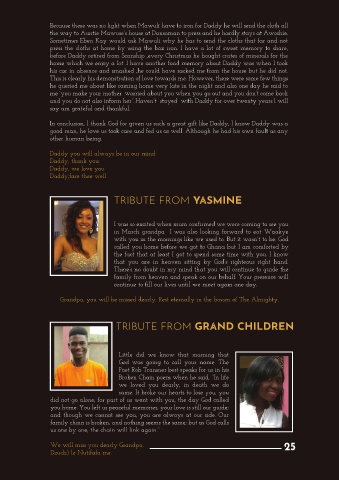 Because there was no light when Mawuli have to iron for Daddy he will send the cloth all
the way to Auntie Mawusi's house at Dansoman to press and he hardly stays at Awoshie.
Sometimes Eben Kay would ask Mawuli why he has to send the cloths that far and not
press the cloths at home by using the box iron. I have a lot of sweet memory to share,
before Daddy retired from Seaaship ,every Christmas he bought crates of minerals for the
home which we enjoy a lot. I have another fond memory about Daddy was when I took
his car in absence and smashed ,he could have sacked me from the house but he did not.
This is clearly his demonstration of love towards me. However, there were some few things
he queried me about like coming home very late in the night and also one day he said to
me 'you make your mother worried about you when you go out and you don't come back
and you do not also inform her'. Haven't stayed with Daddy for over twenty years I will
say am grateful and thankful.
In conclusion, I thank God for given us such a great gift like Daddy, I knew Daddy was a
good man, he love us took care and fed us as well. Although he had his own fault as any
other human being.
Daddy you will always be in our mind
Daddy, thank you
Daddy, we love you
Daddy,fare thee well
TRIBUTE FROM YASMINE
I was so excited when mum confirmed we were coming to see you
in March grandpa. I was also looking forward to eat Waakye
with you in the mornings like we used to. But it wasn't to be. God
called you home before we got to Ghana but I am comforted by
the fact that at least I got to spend some time with you. I know
that you are in heaven sitting by God's righteous right hand.
There's no doubt in my mind that you will continue to guide the
family from heaven and speak on our behalf. Your presence will
continue to fill our lives until we meet again one day.
Grandpa, you will be missed dearly. Rest eternally in the bosom of The Almighty.
TRIBUTE FROM GRAND CHILDREN
Little did we know that morning that
God was going to call your name. The
Poet Rob Transner best speaks for us in his
Broken Chain poem when he said, "In life
we loved you dearly, in death we do
same. It broke our hearts to lose you, you
did not go alone, for part of us went with you, the day God called
you home. You left us peaceful memories, your love is still our guide;
and though we cannot see you, you are always at our side. Our
family chain is broken, and nothing seems the same; but as God calls
us one by one, the chain will link again."
We will miss you dearly Grandpa.
25